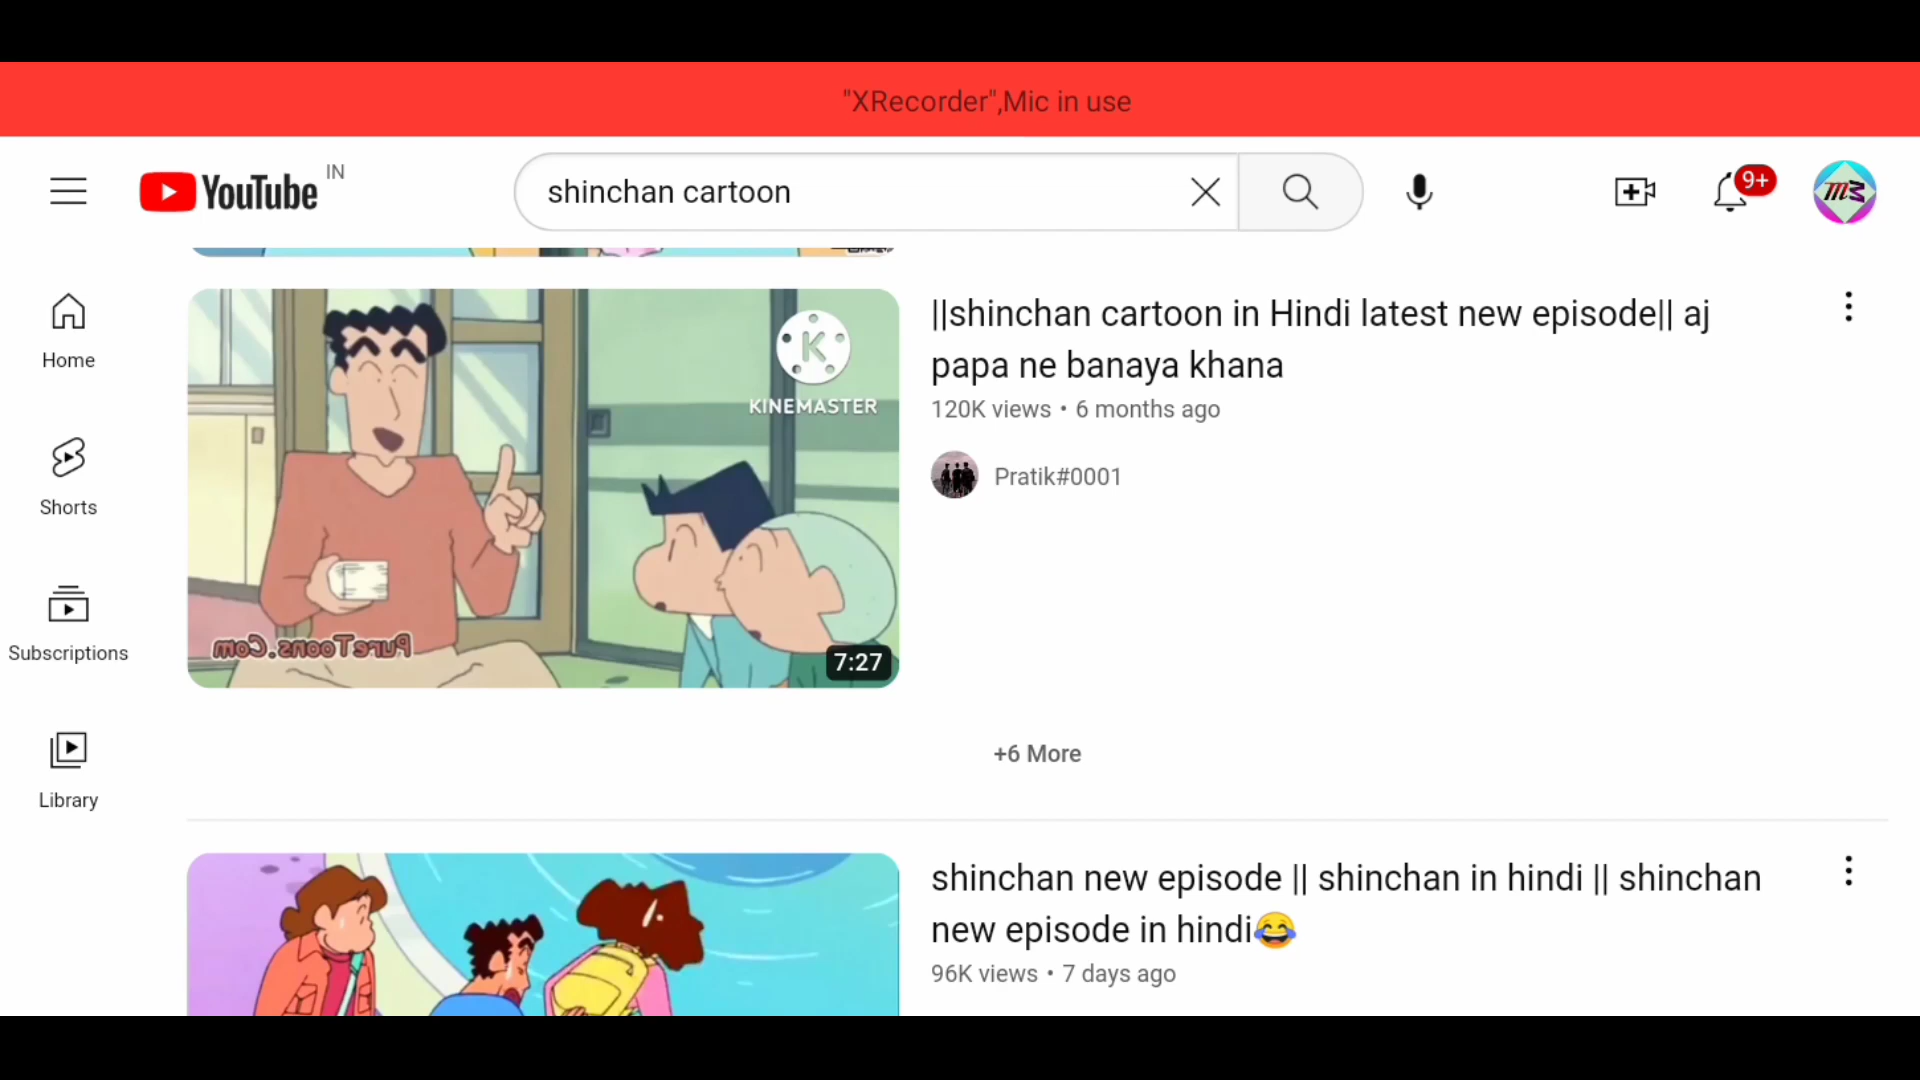 "XRecorder",Mic in use
YouTube IN
shinchan cartoon
9+
Home
Shorts
Subscriptions
Library
K
KINEMASTER
PureToons.Com
7:27
||shinchan cartoon in Hindi latest new episode|| aj
papa ne banaya khana
120K views • 6 months ago
Pratik#0001
+6 More
shinchan new episode || shinchan in hindi || shinchan
new episode in hindi😂
96K views • 7 days ago